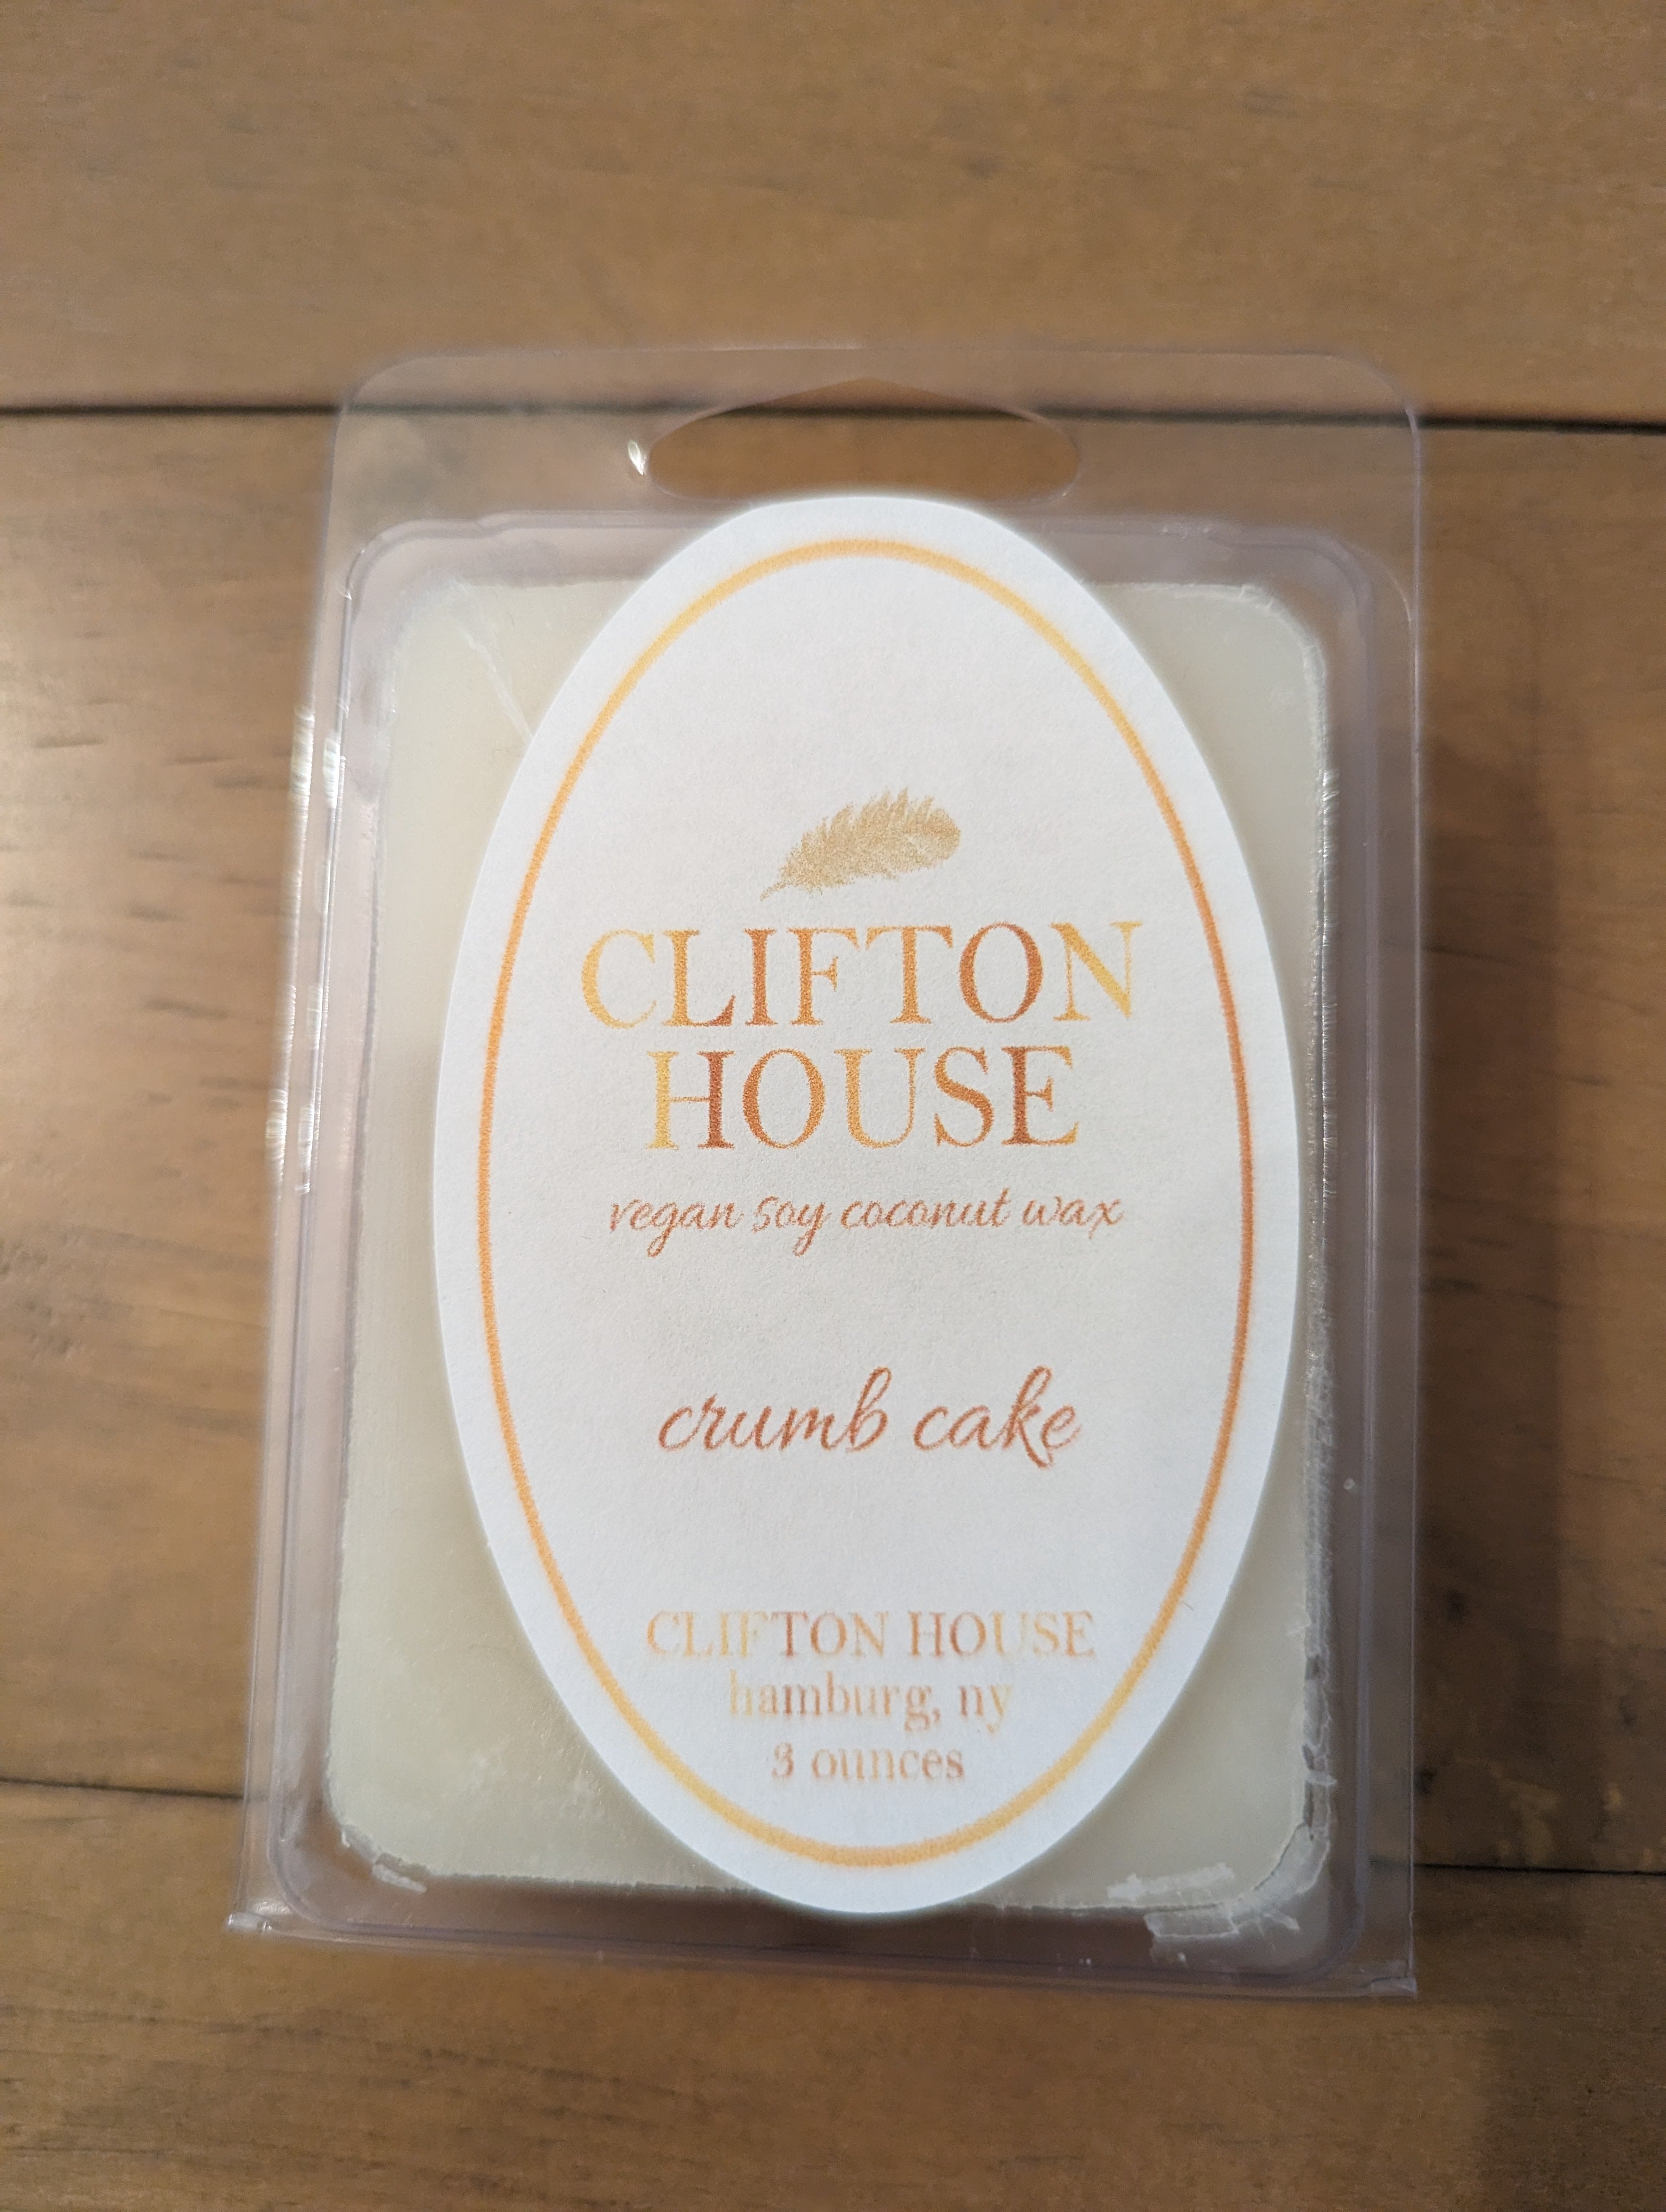 CLIFTON
HOUSE
vegan soy coconut wax
crumb cake
CLIFTON HOUSE
hamburg, ny
3 ounces